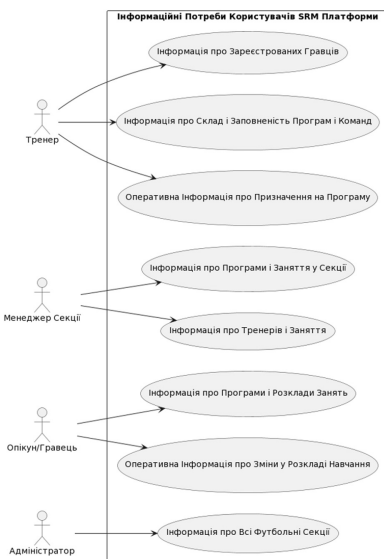 Інформаційні Потреби Користувачів SRM Платформи
Інформація про Зареєстрованих Гравців
Тренер
Інформація про Склад і Заповненість Програм і Команд
Оперативна Інформація про Призначення на Програму
Менеджер Секції
Інформація про Програми і Заняття у Секції
Інформація про Тренерів і Заняття
Опікун/Гравець
Інформація про Програми і Розклади Занять
Оперативна Інформація про Зміни у Розкладі Навчання
Адміністратор
Інформація про Всі Футбольні Секції